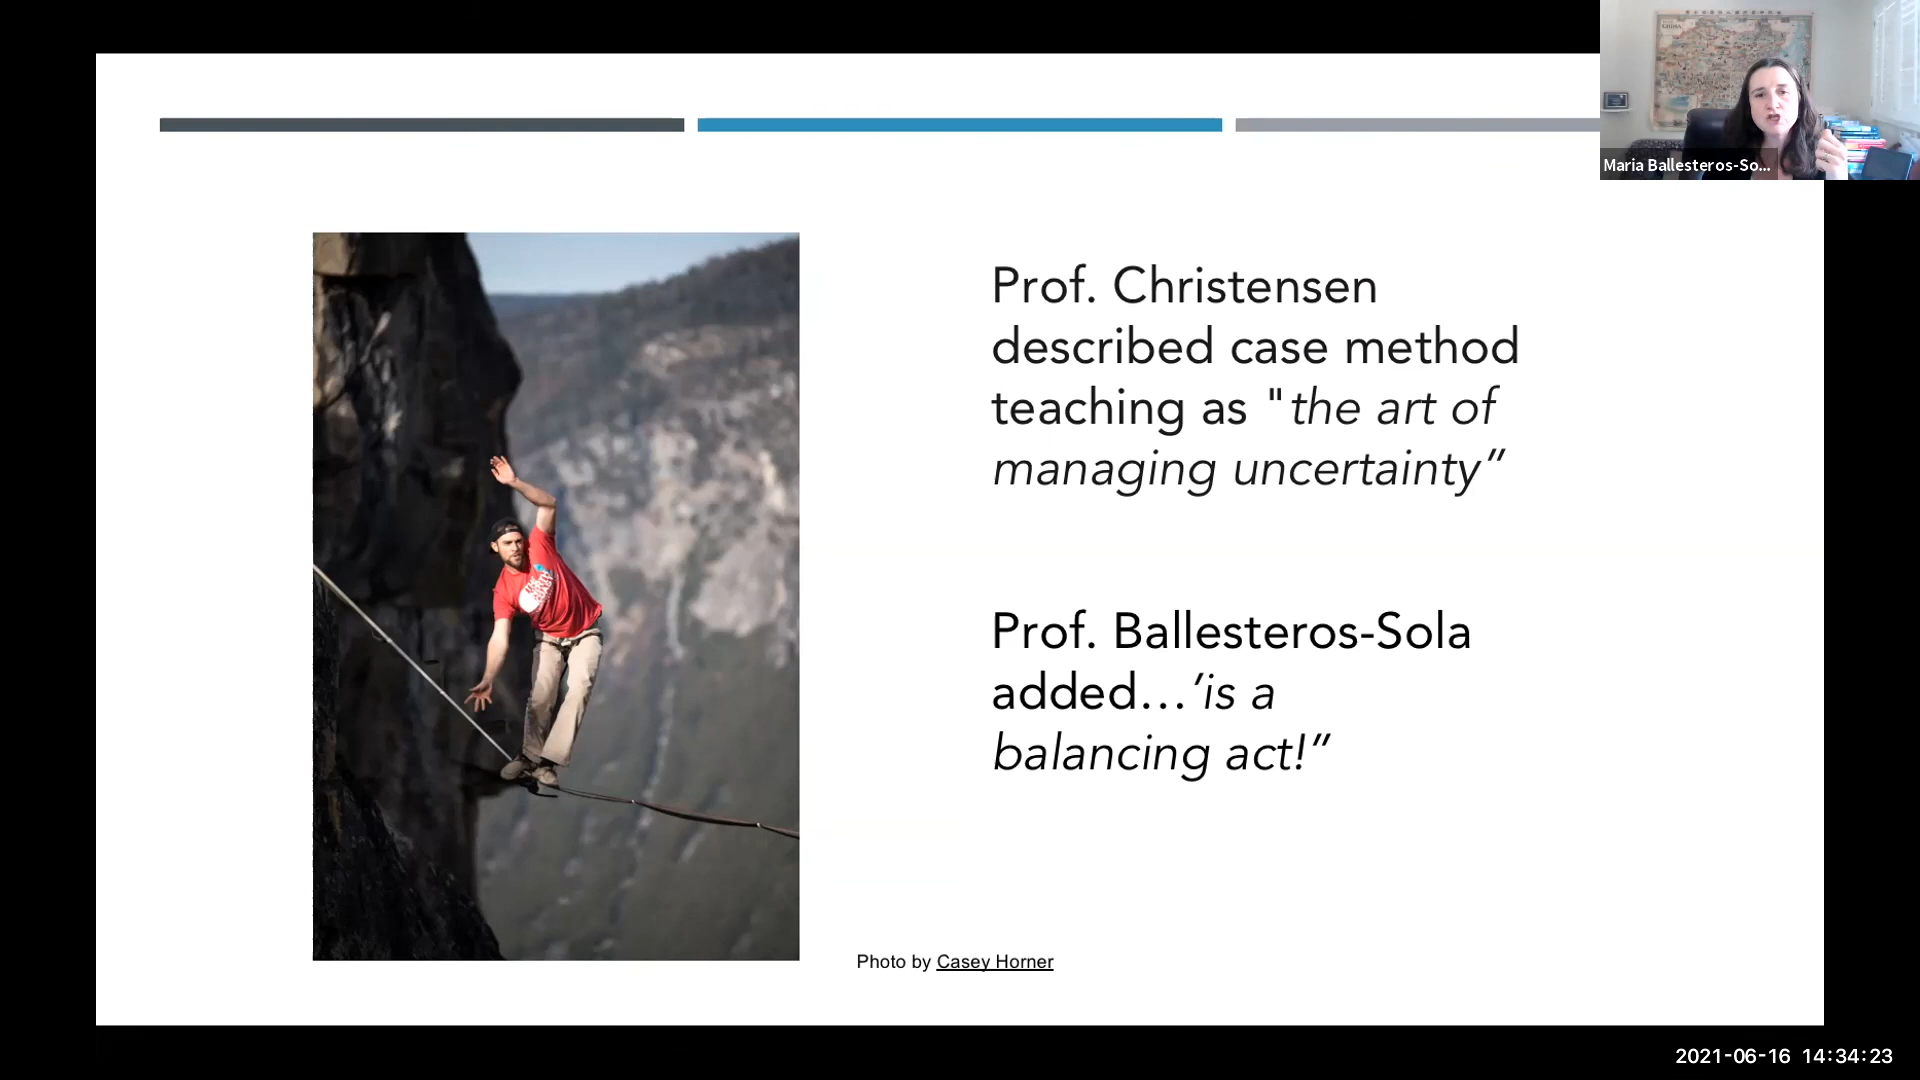 Maria Ballesteros-So...
Prof. Christensen
described case method
teaching as "the art of
managing uncertainty”
Prof. Ballesteros-Sola
added…’is a
balancing act!”
Photo by Casey Horner
2021-06-16 14:34:23